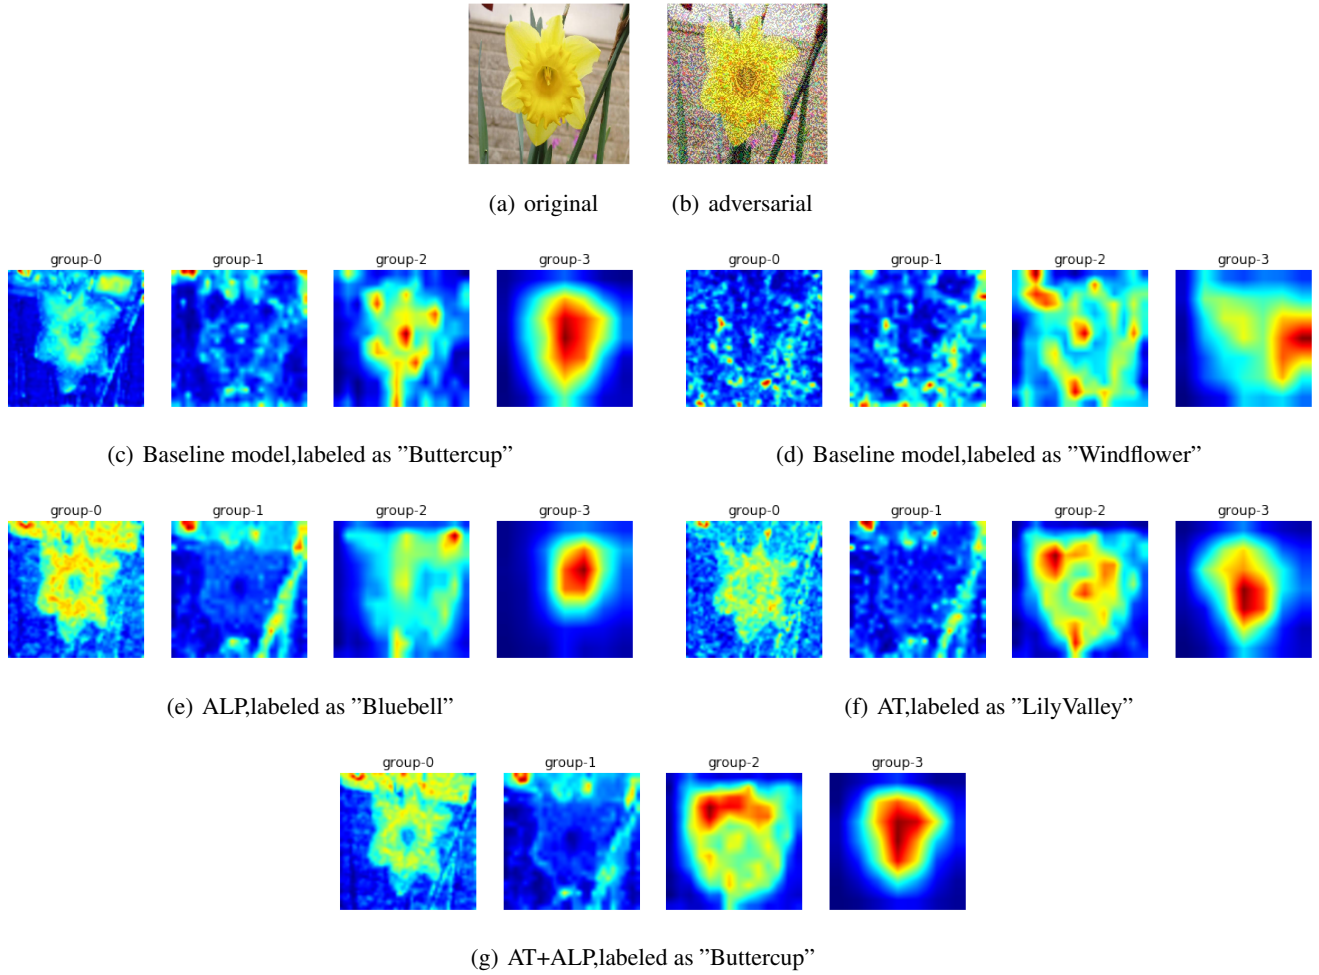 (a) original
(b) adversarial
group-0
group-1
group-2
group-3
group-0
group-1
group-2
group-3
(c) Baseline model,labeled as ”Buttercup”
(d) Baseline model,labeled as ”Windflower”
group-0
group-1
group-2
group-3
group-0
group-1
group-2
group-3
(e) ALP,labeled as ”Bluebell”
(f) AT,labeled as ”LilyValley”
group-0
group-1
group-2
group-3
(g) AT+ALP,labeled as ”Buttercup”